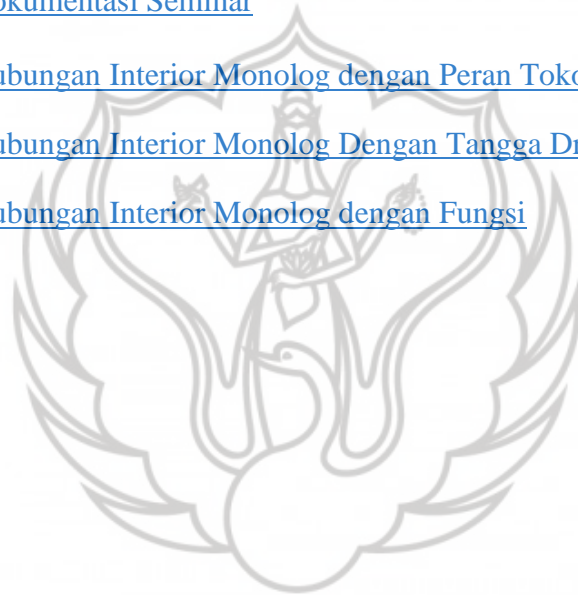 okumentasi Seminar
ubungan Interior Monolog dengan Peran Toko
ubungan Interior Monolog Dengan Tangga Dr
ubungan Interior Monolog dengan Fungsi